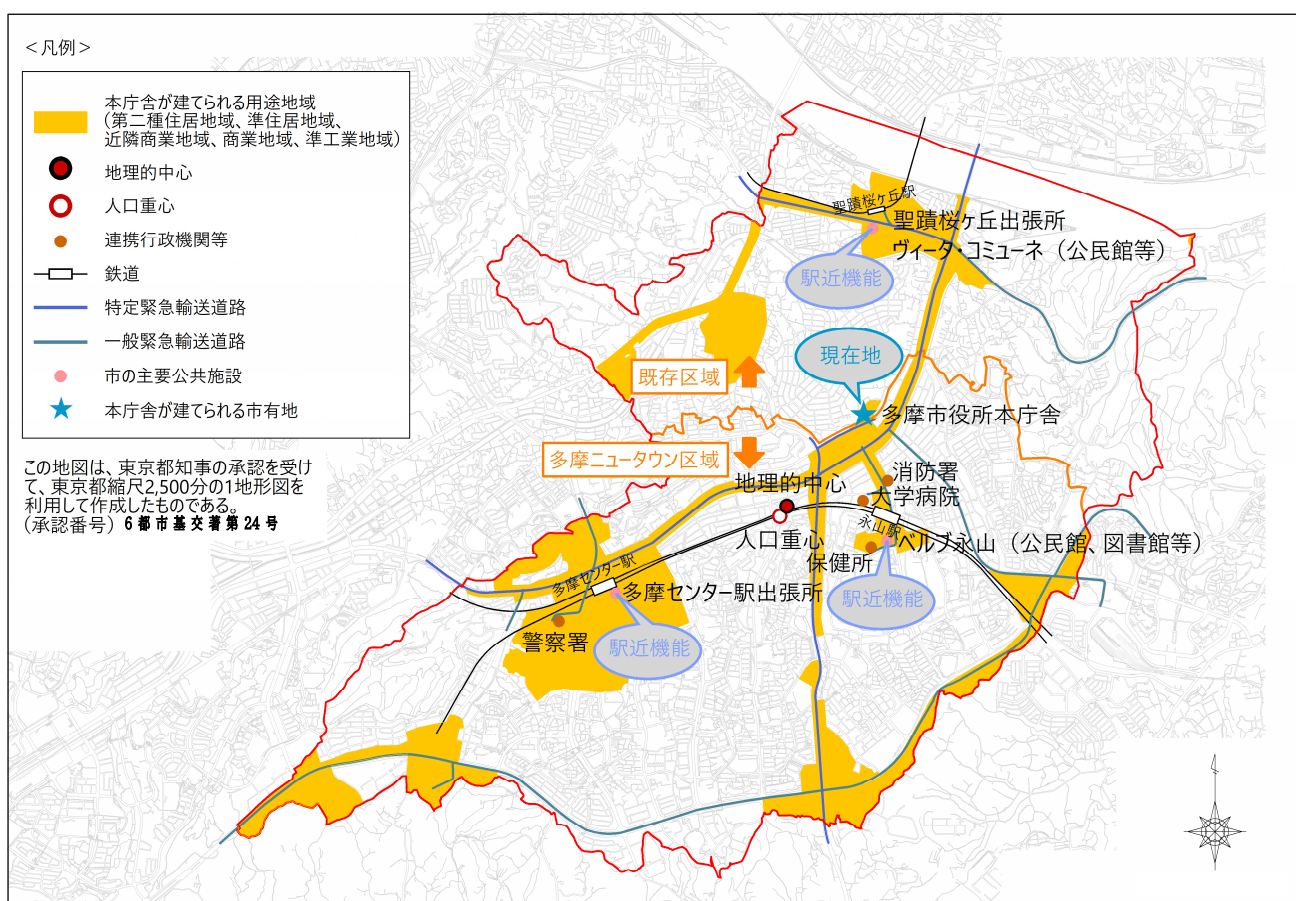 ＜凡例＞
本庁舎が建てられる用途地域
（第二種住居地域、準住居地域、
近隣商業地域、商業地域、準工業地域）
地理的中心
人口重心
連携行政機関等
鉄道
特定緊急輸送道路
一般緊急輸送道路
市の主要公共施設
本庁舎が建てられる市有地
この地図は、東京都知事の承認を受け
て、東京都縮尺2,500分の1地形図を
利用して作成したものである。
（承認番号）6都市基交著第24号
聖蹟桜ヶ丘駅
聖蹟桜ヶ丘出張所
ヴィータ・コミューネ（公民館等）
駅近機能
現在地
既存区域
多摩市役所本庁舎
多摩ニュータウン区域
消防署
地理的中心
大学病院
永山駅
人口重心
ベルブ永山（公民館、図書館等）
保健所
多摩センター駅
多摩センター駅出張所
駅近機能
警察署
駅近機能